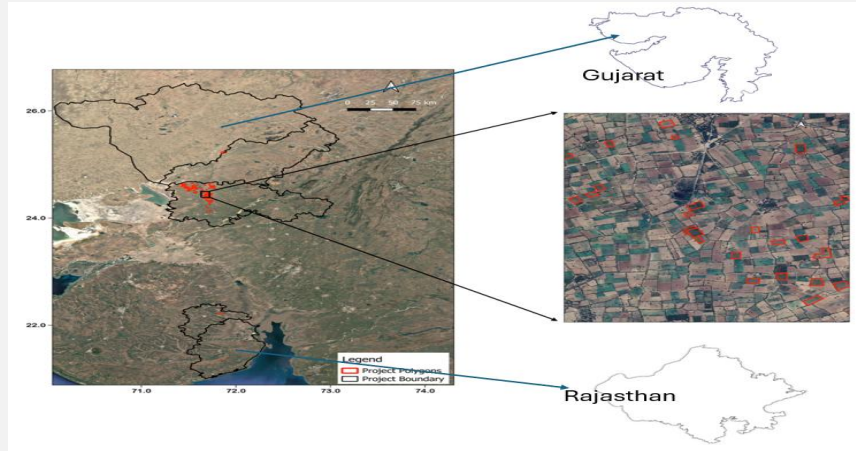 Gujarat
26.0
0 25 50 75 km
24.0
22.0
Legend
Project Polygons
Project Boundary
71.0 72.0 73.0 74.0
Rajasthan